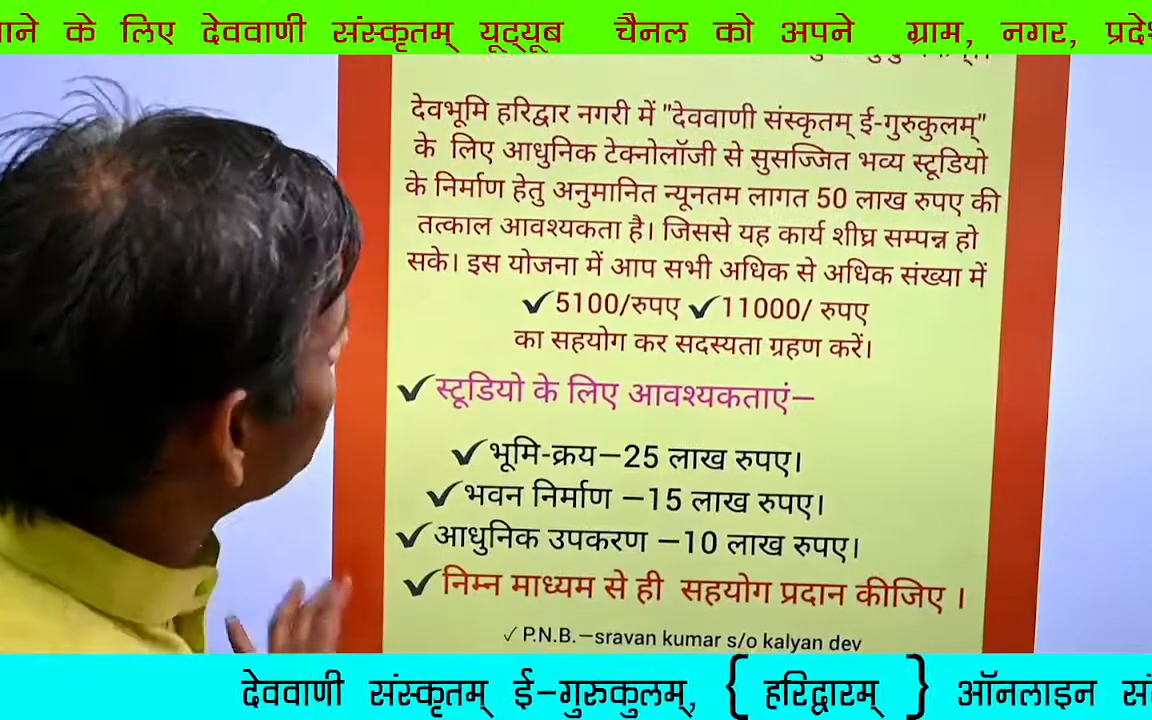 के लिए देववाणी संस्कृतम् यूट्यूब चैनल को अपने ग्राम, नगर,
देवभूमि हरिद्वार नगरी में "देववाणी संस्कृतम् ई-गुरुकुलम्"
के लिए आधुनिक टेक्नोलॉजी से सुसज्जित भव्य स्टूडियो
के निर्माण हेतु अनुमानित न्यूनतम लागत 50 लाख रुपए की
तत्काल आवश्यकता है। जिससे यह कार्य शीघ्र सम्पन्न हो
सके। इस योजना में आप सभी अधिक से अधिक संख्या में
✓5100/रुपए ✓11000/ रुपए
का सहयोग कर सदस्यता ग्रहण करें।
✓स्टूडियो के लिए आवश्यकताएं—
✓भूमि-क्रय—25 लाख रुपए।
✓भवन निर्माण —15 लाख रुपए।
✓आधुनिक उपकरण —10 लाख रुपए।
✓निम्न माध्यम से ही सहयोग प्रदान कीजिए ।
✓ P.N.B.—sravan kumar s/o kalyan dev
देववाणी संस्कृतम् ई-गुरुकुलम्, { हरिद्वारम् } ऑनलाइन